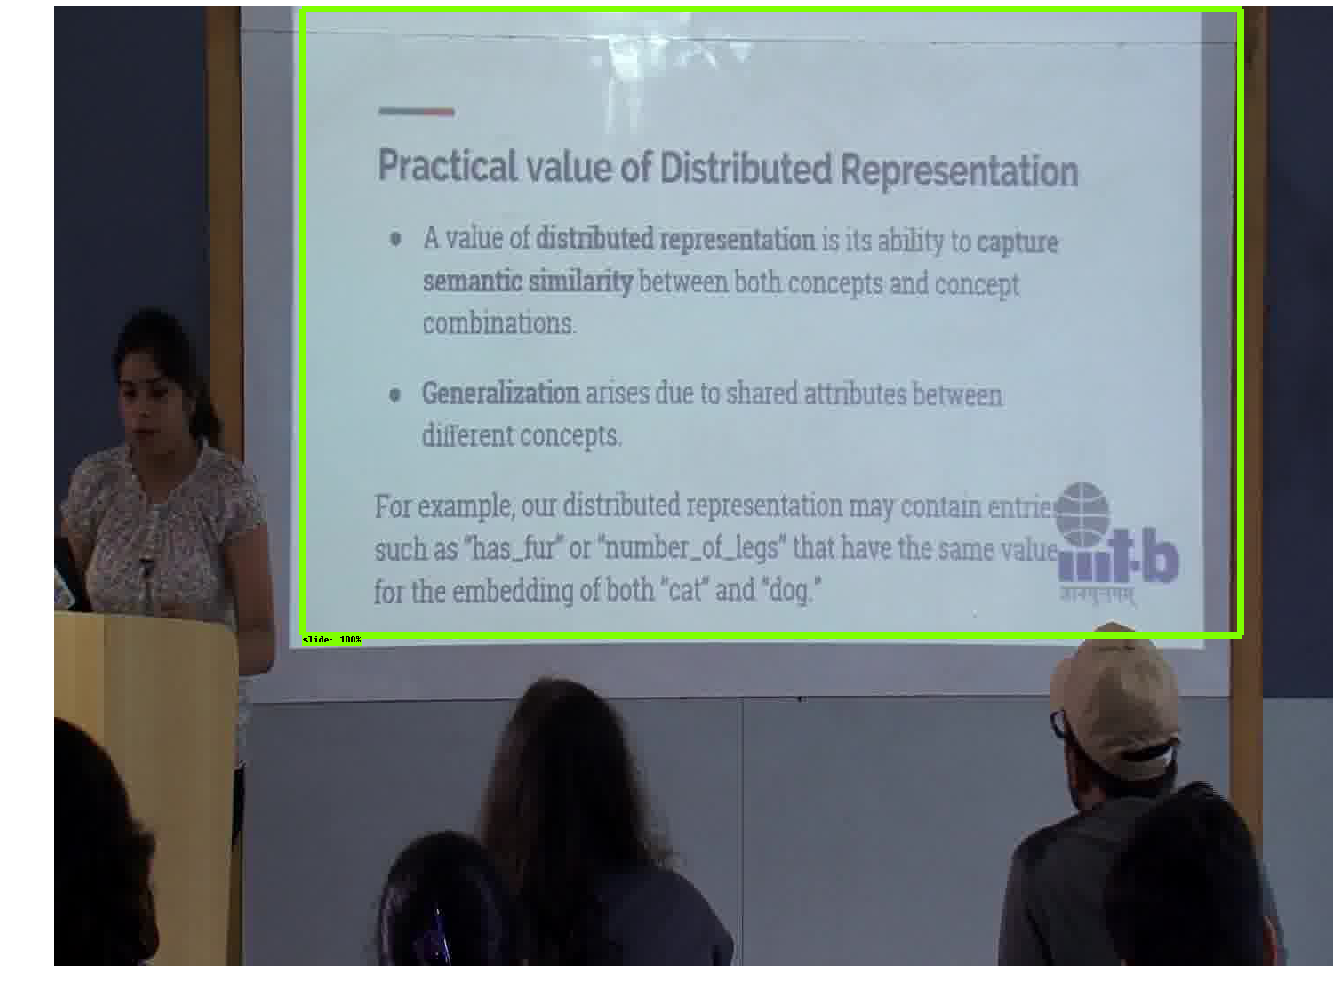 Practical value of Distributed Representation
● A value of distributed representation is its ability to capture
semantic similarity between both concepts and concept
combinations.
● Generalization arises due to shared attributes between
different concepts.
For example, our distributed representation may contain entrie
such as "has_fur" or "number_of_legs" that have the same value
for the embedding of both "cat" and "dog."
iiit-b
ज्ञानमुत्तमम्
slide: 100%